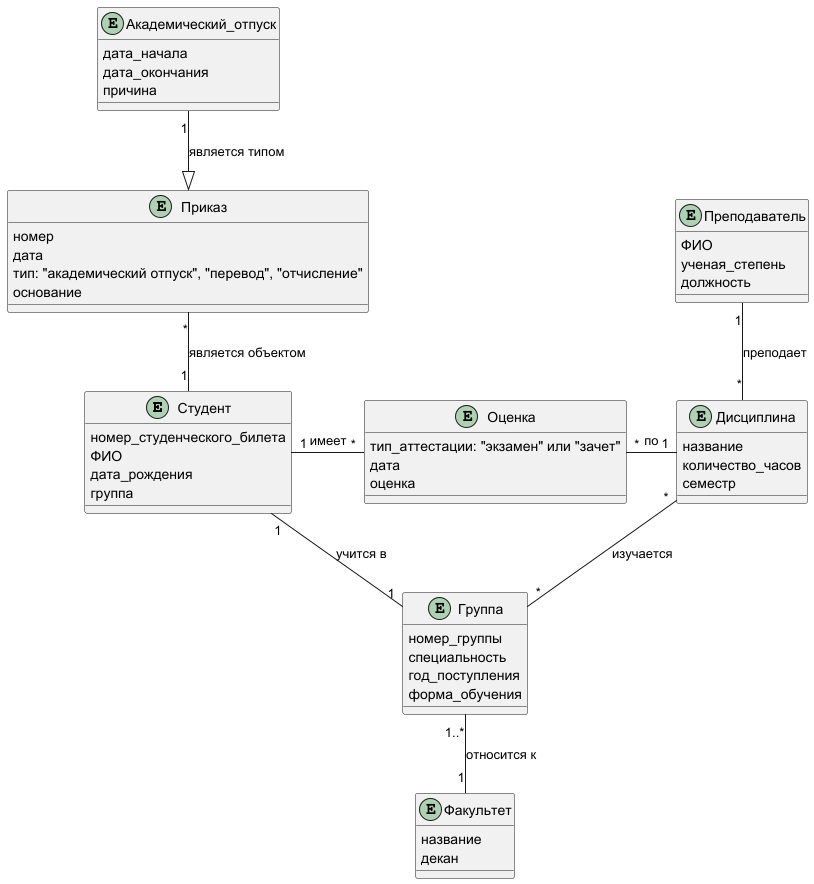 E Академический_отпуск
дата_начала
дата_окончания
причина
1
является типом
E Приказ
номер
дата
тип: "академический отпуск", "перевод", "отчисление"
основание
*
является объектом
1
E Преподаватель
ФИО
ученая_степень
должность
1
преподает
*
E Студент
номер_студенческого_билета
ФИО
дата_рождения
группа
1 имеет *
E Оценка
тип_аттестации: "экзамен" или "зачет"
дата
оценка
* по 1
E Дисциплина
название
количество_часов
семестр
1
учится в
1
*
изучается
*
E Группа
номер_группы
специальность
год_поступления
форма_обучения
1..*
относится к
1
E Факультет
название
декан